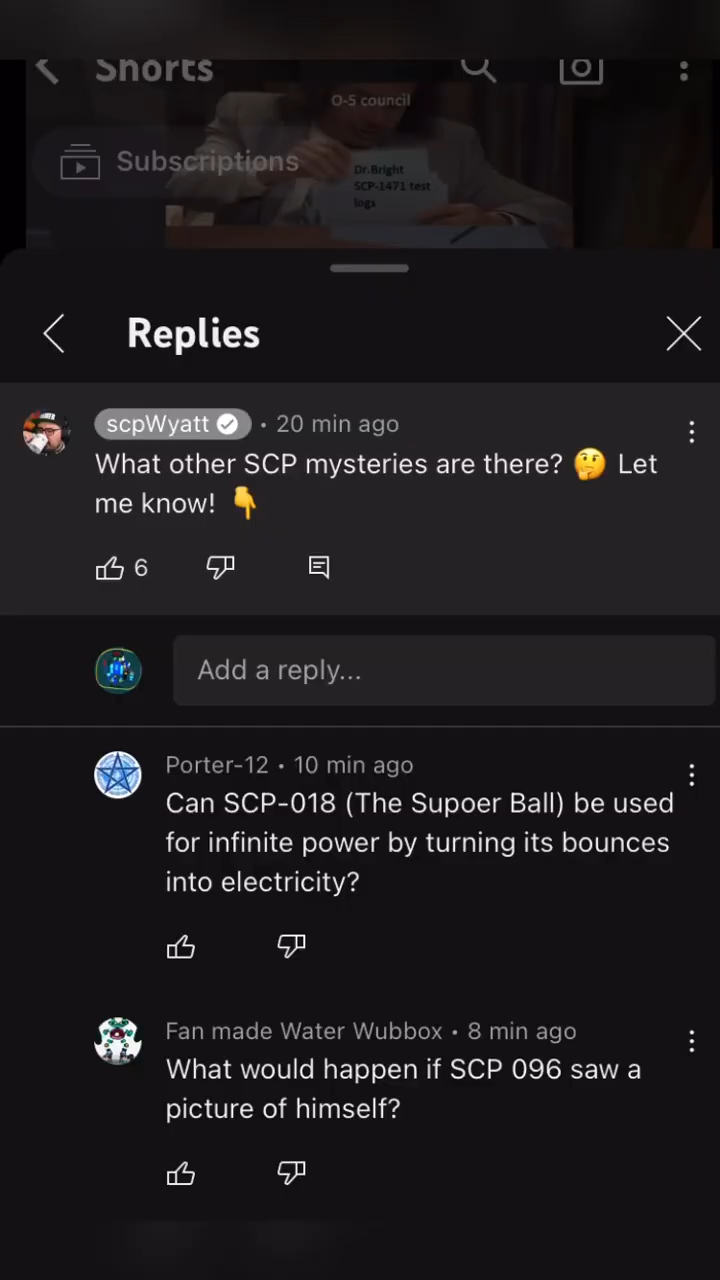 Shorts
O-5 council
Subscriptions
Dr.Bright
SCP-1471 test
logs
Replies
scpWyatt • 20 min ago
What other SCP mysteries are there? 🤔 Let
me know! 👇
6
Add a reply...
Porter-12 • 10 min ago
Can SCP-018 (The Supoer Ball) be used
for infinite power by turning its bounces
into electricity?
Fan made Water Wubbox • 8 min ago
What would happen if SCP 096 saw a
picture of himself?